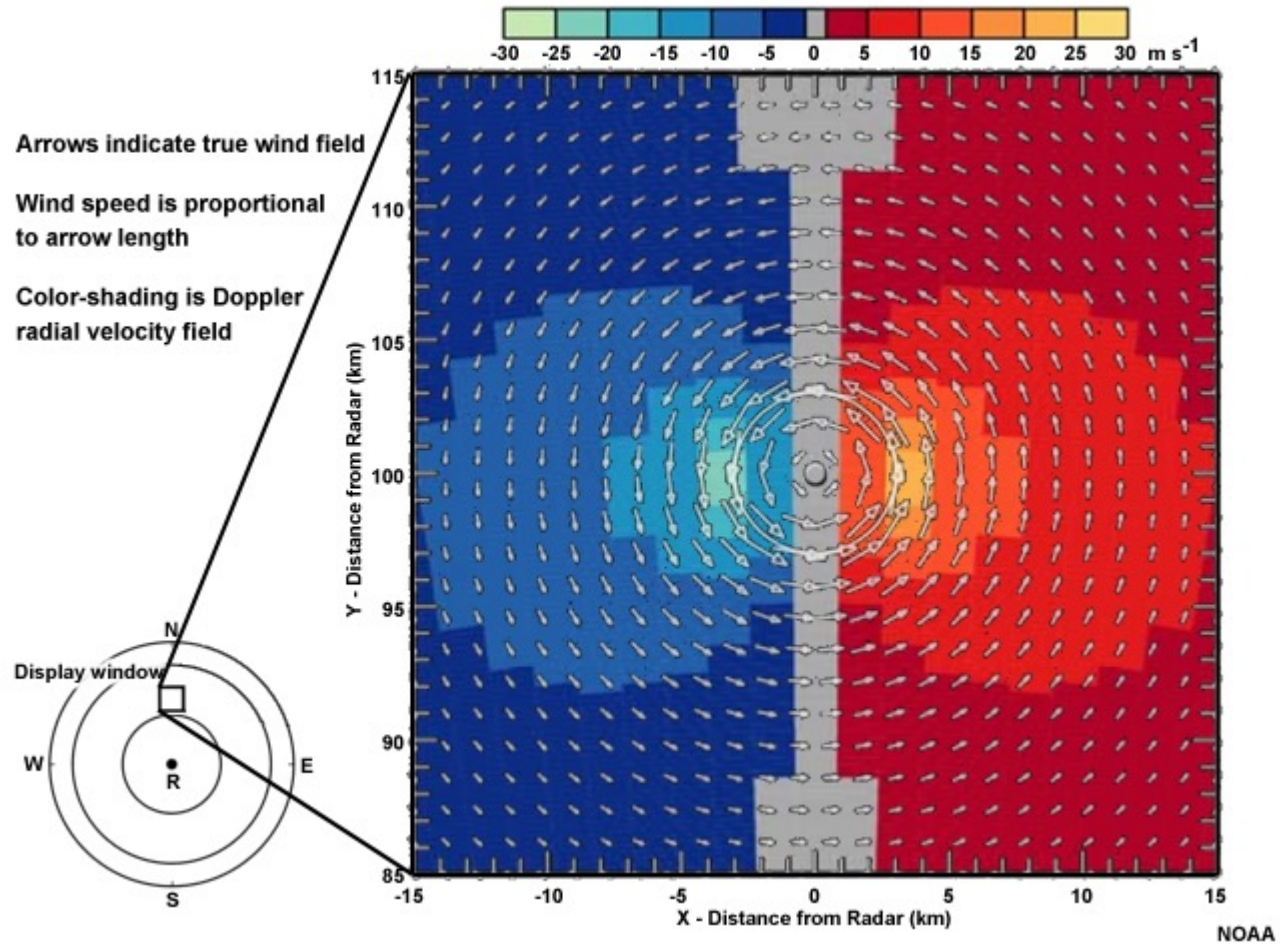 -30 -25 -20 -15 -10 -5 0 5 10 15 20 25 30 m s-1
Arrows indicate true wind field
Wind speed is proportional
to arrow length
Color-shading is Doppler
radial velocity field
115
110
105
100
95
90
85
Y - Distance from Radar (km)
-15 -10 -5 0 5 10 15
X - Distance from Radar (km)
N
Display window
W
R
E
S
NOAA